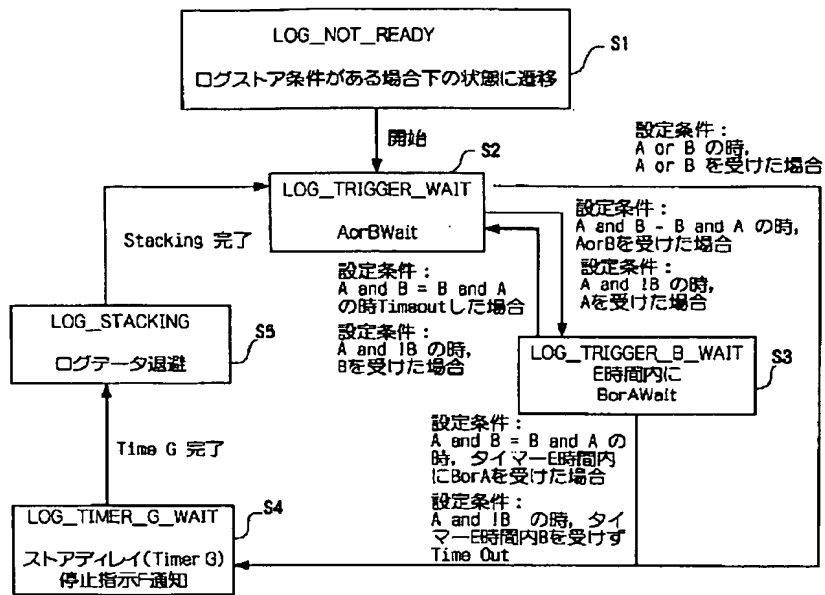 LOG_NOT_READY
ログストア条件がある場合下の状態に遷移
S1
開始
S2
LOG_TRIGGER_WAIT
AorBWait
設定条件：
A or B の時,
A or B を受けた場合
設定条件：
A and B - B and A の時,
AorBを受けた場合
設定条件：
A and !B の時,
Aを受けた場合
Stacking 完了
設定条件：
A and B = B and A
の時Timeoutした場合
設定条件：
A and !B の時,
Bを受けた場合
LOG_STACKING
ログデータ退避
S5
LOG_TRIGGER_B_WAIT
E時間内に
BorAWait
S3
設定条件：
A and B = B and A の
時, タイマーE時間内
にBorAを受けた場合
設定条件：
A and !B の時, タイ
マーE時間内Bを受けず
Time Out
Time G 完了
LOG_TIMER_G_WAIT
ストアディレイ(Timer G)
停止指示F通知
S4